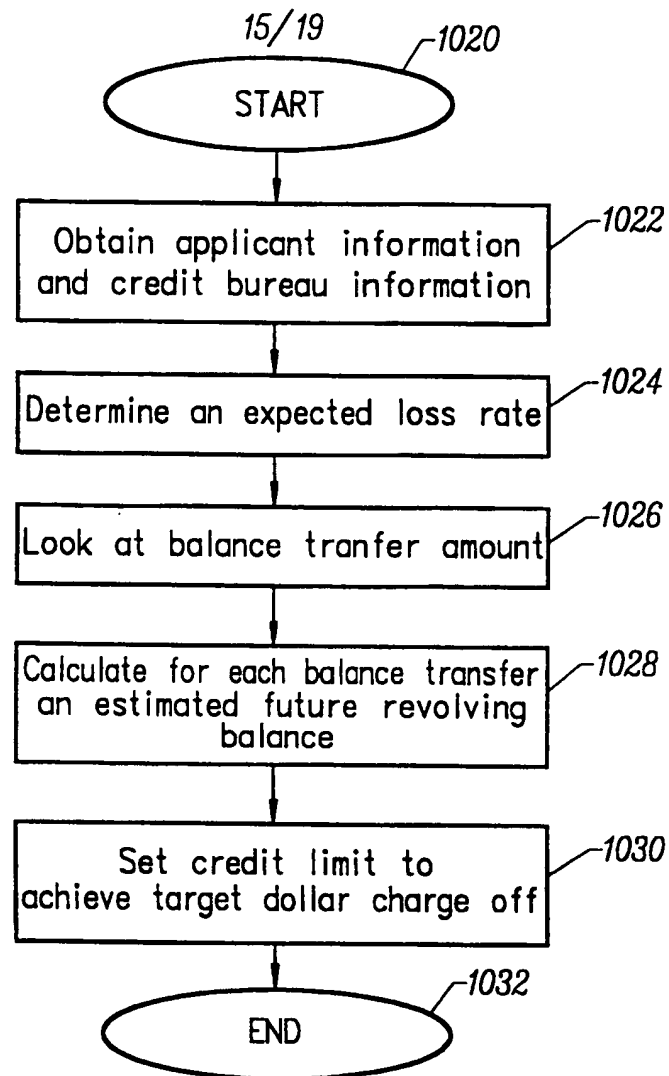 15/19
1020
START
1022
Obtain applicant information
and credit bureau information
1024
Determine an expected loss rate
1026
Look at balance tranfer amount
1028
Calculate for each balance transfer
an estimated future revolving
balance
1030
Set credit limit to
achieve target dollar charge off
1032
END